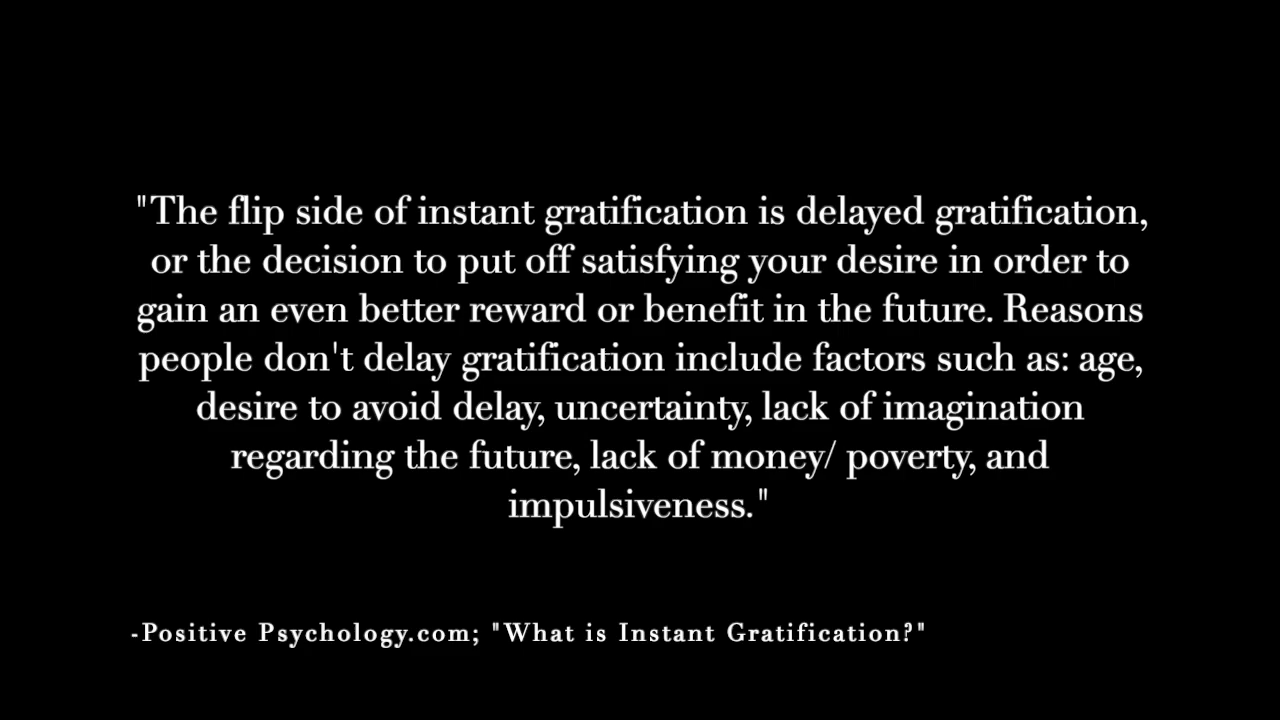 "The flip side of instant gratification is delayed gratification,
or the decision to put off satisfying your desire in order to
gain an even better reward or benefit in the future. Reasons
people don't delay gratification include factors such as: age,
desire to avoid delay, uncertainty, lack of imagination
regarding the future, lack of money/ poverty, and
impulsiveness."
-Positive Psychology.com; "What is Instant Gratification?"